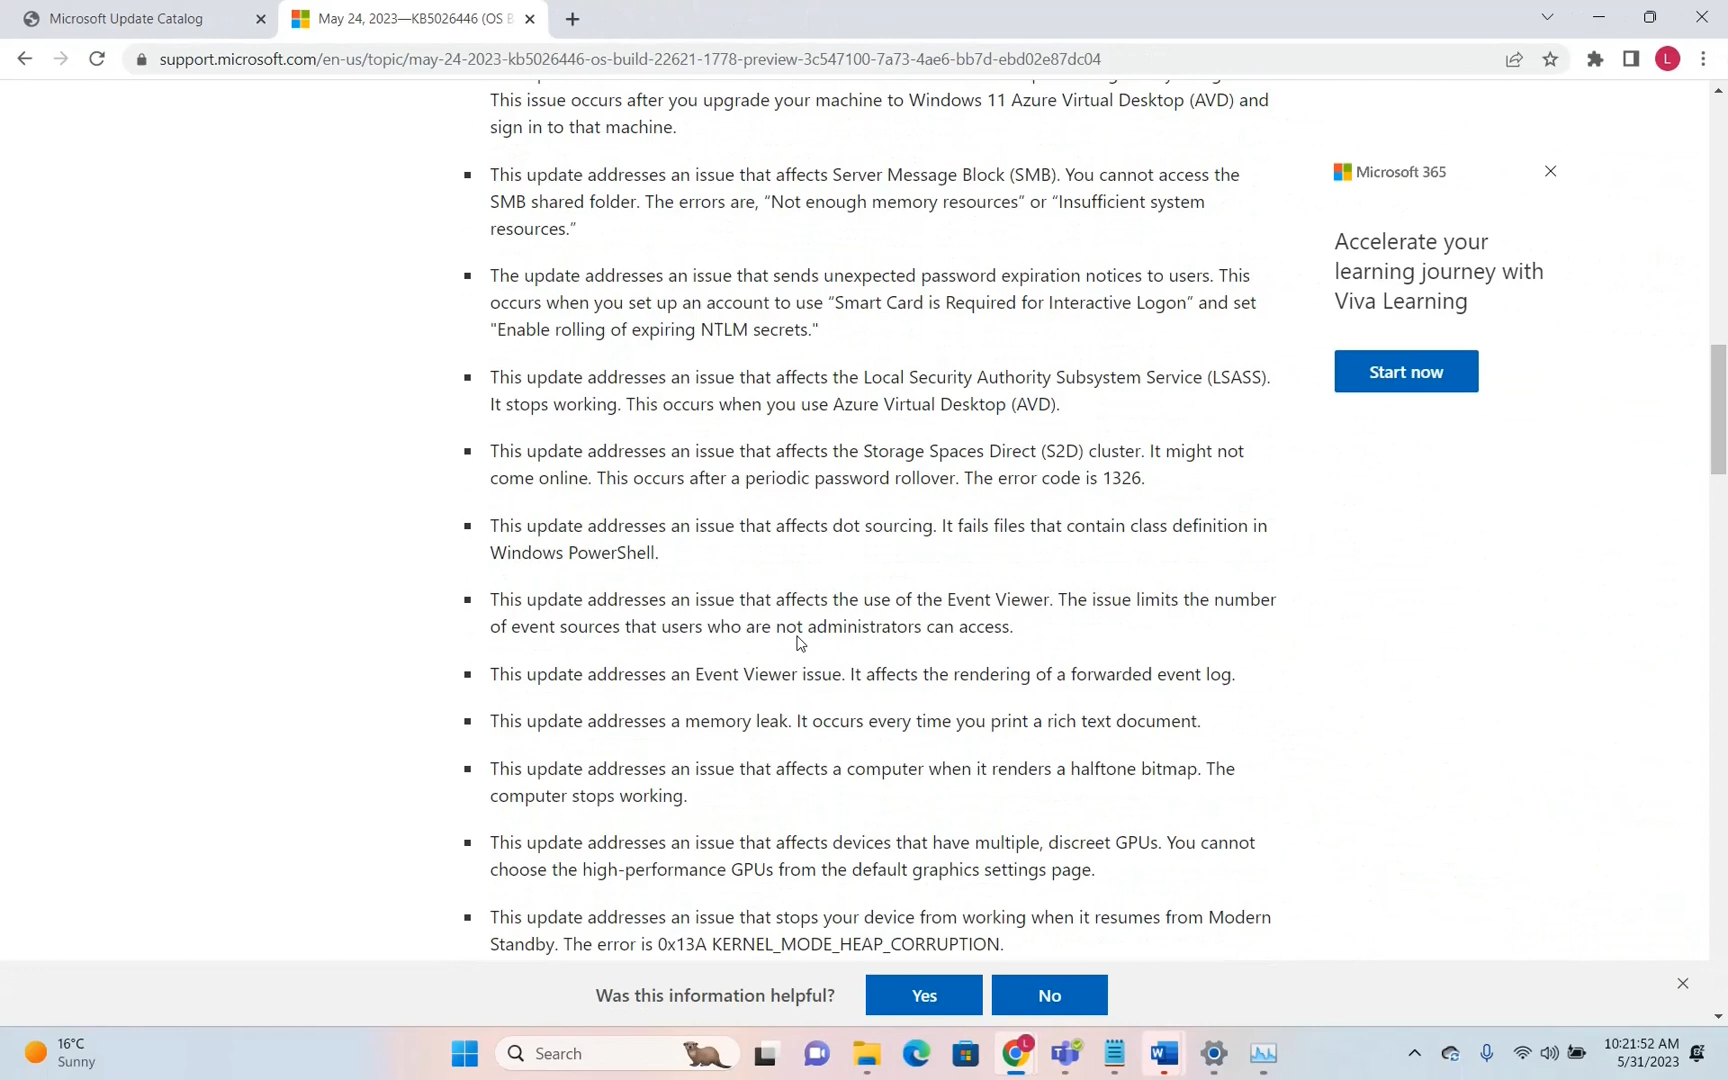 Microsoft Update Catalog
May 24, 2023—KB5026446 (OS B
support.microsoft.com/en-us/topic/may-24-2023-kb5026446-os-build-22621-1778-preview-3c547100-7a73-4ae6-bb7d-ebd02e87dc04
L
This issue occurs after you upgrade your machine to Windows 11 Azure Virtual Desktop (AVD) and
sign in to that machine.
This update addresses an issue that affects Server Message Block (SMB). You cannot access the
SMB shared folder. The errors are, “Not enough memory resources” or “Insufficient system
resources.”
The update addresses an issue that sends unexpected password expiration notices to users. This
occurs when you set up an account to use “Smart Card is Required for Interactive Logon” and set
"Enable rolling of expiring NTLM secrets."
This update addresses an issue that affects the Local Security Authority Subsystem Service (LSASS).
It stops working. This occurs when you use Azure Virtual Desktop (AVD).
This update addresses an issue that affects the Storage Spaces Direct (S2D) cluster. It might not
come online. This occurs after a periodic password rollover. The error code is 1326.
This update addresses an issue that affects dot sourcing. It fails files that contain class definition in
Windows PowerShell.
This update addresses an issue that affects the use of the Event Viewer. The issue limits the number
of event sources that users who are not administrators can access.
This update addresses an Event Viewer issue. It affects the rendering of a forwarded event log.
This update addresses a memory leak. It occurs every time you print a rich text document.
This update addresses an issue that affects a computer when it renders a halftone bitmap. The
computer stops working.
This update addresses an issue that affects devices that have multiple, discreet GPUs. You cannot
choose the high-performance GPUs from the default graphics settings page.
This update addresses an issue that stops your device from working when it resumes from Modern
Standby. The error is 0x13A KERNEL_MODE_HEAP_CORRUPTION.
Microsoft 365
Accelerate your
learning journey with
Viva Learning
Start now
Was this information helpful?
Yes
No
16°C
Sunny
Search
L
10:21:52 AM
5/31/2023